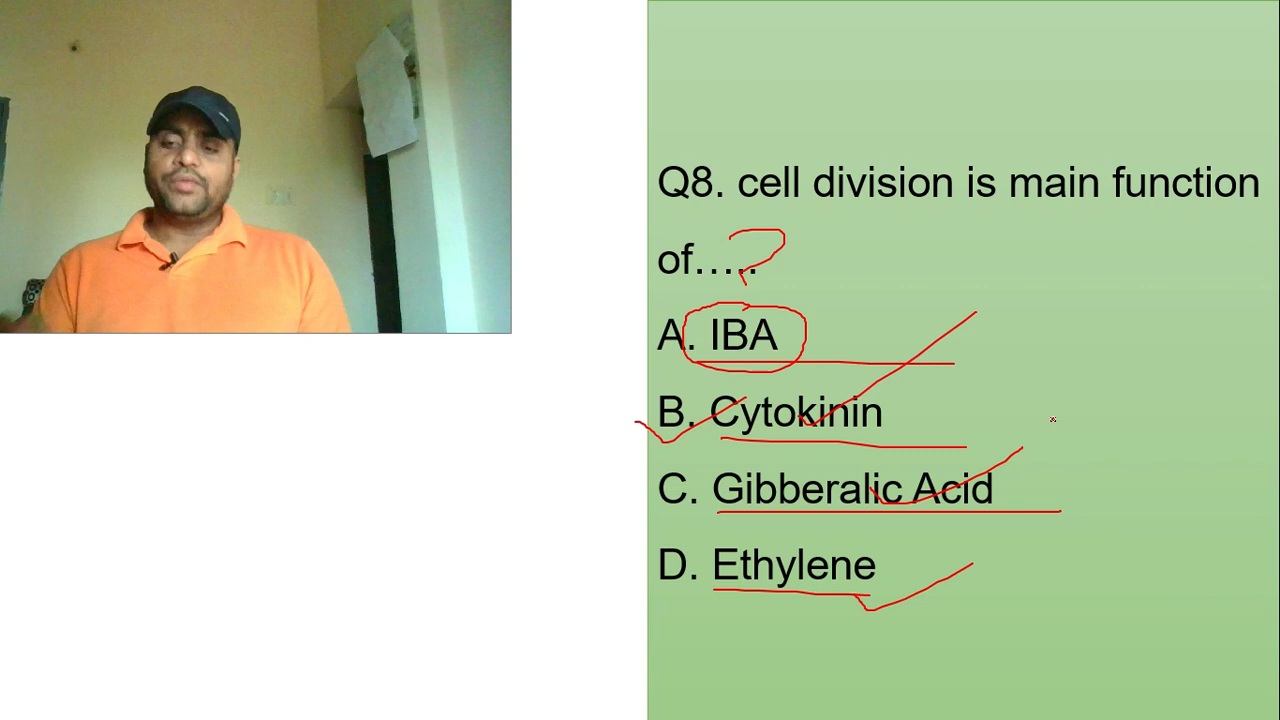 Q8. cell division is main function
of.....?
A. IBA
B. Cytokinin
C. Gibberalic Acid
D. Ethylene